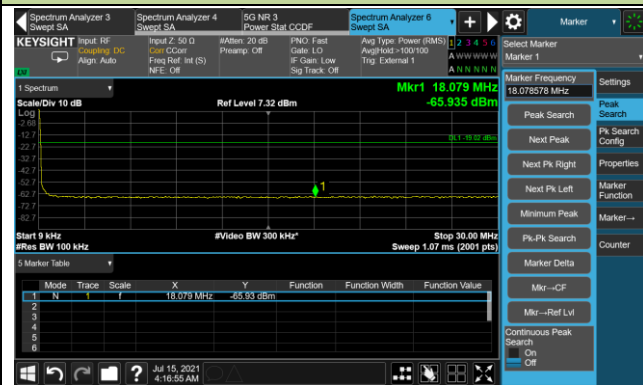 Spectrum Analyzer 3
Swept SA
Spectrum Analyzer 4
Swept SA
5G NR 3
Power Stat CCDF
Spectrum Analyzer 6
Swept SA
Marker
KEYSIGHT
Input: RF
Coupling: DC
Align: Auto
Input Z: 50 Ω
Corr CCorr
Freq Ref: Int (S)
NFE: Off
#Atten: 20 dB
Preamp: Off
PNO: Fast
Gate: LO
IF Gain: Low
Sig Track: Off
Avg Type: Power (RMS)
Avg|Hold:>100/100
Trig: External 1
1 2 3 4 5 6
A W W W W W
A N N N N N
LXI
Select Marker
Marker 1
1 Spectrum
Scale/Div 10 dB
Ref Level 7.32 dBm
Mkr1 18.079 MHz
-65.935 dBm
Log
-2.68
-12.7
-22.7
-32.7
-42.7
-52.7
-62.7
-72.7
-82.7
DL1 -19.02 dBm
1
Start 9 kHz
#Res BW 100 kHz
#Video BW 300 kHz*
Stop 30.00 MHz
Sweep 1.07 ms (2001 pts)
5 Marker Table
Mode Trace Scale X Y Function Function Width Function Value
1 N 1 f 18.079 MHz -65.93 dBm
2
3
4
5
6
Marker Frequency
18.078578 MHz
Peak Search
Next Peak
Next Pk Right
Next Pk Left
Minimum Peak
Pk-Pk Search
Marker Delta
Mkr→CF
Mkr→Ref Lvl
Continuous Peak
Search
On
Off
Settings
Peak
Search
Pk Search
Config
Properties
Marker
Function
Marker→
Counter
?
Jul 15, 2021
4:16:55 AM